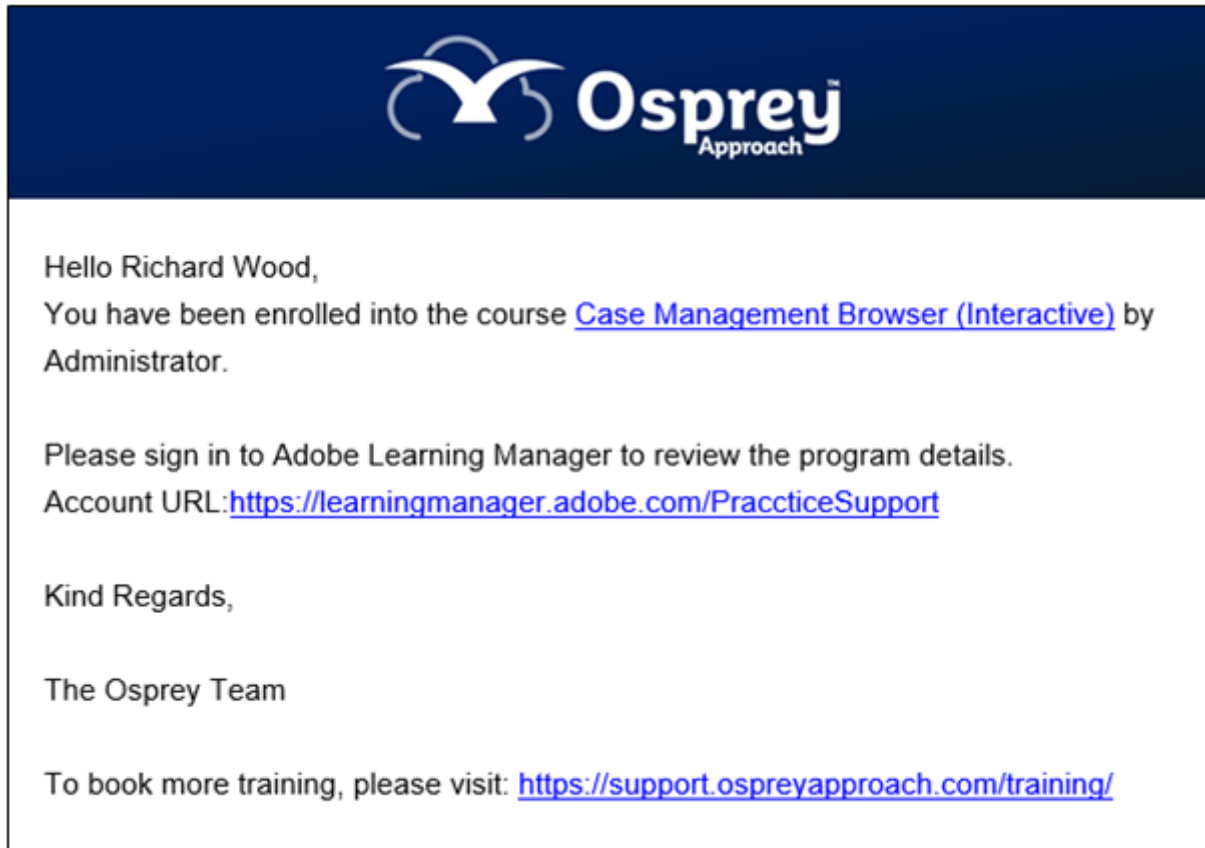 Osprey™
Approach
Hello Richard Wood,
You have been enrolled into the course Case Management Browser (Interactive) by
Administrator.
Please sign in to Adobe Learning Manager to review the program details.
Account URL:https://learningmanager.adobe.com/PraccticeSupport
Kind Regards,
The Osprey Team
To book more training, please visit: https://support.ospreyapproach.com/training/